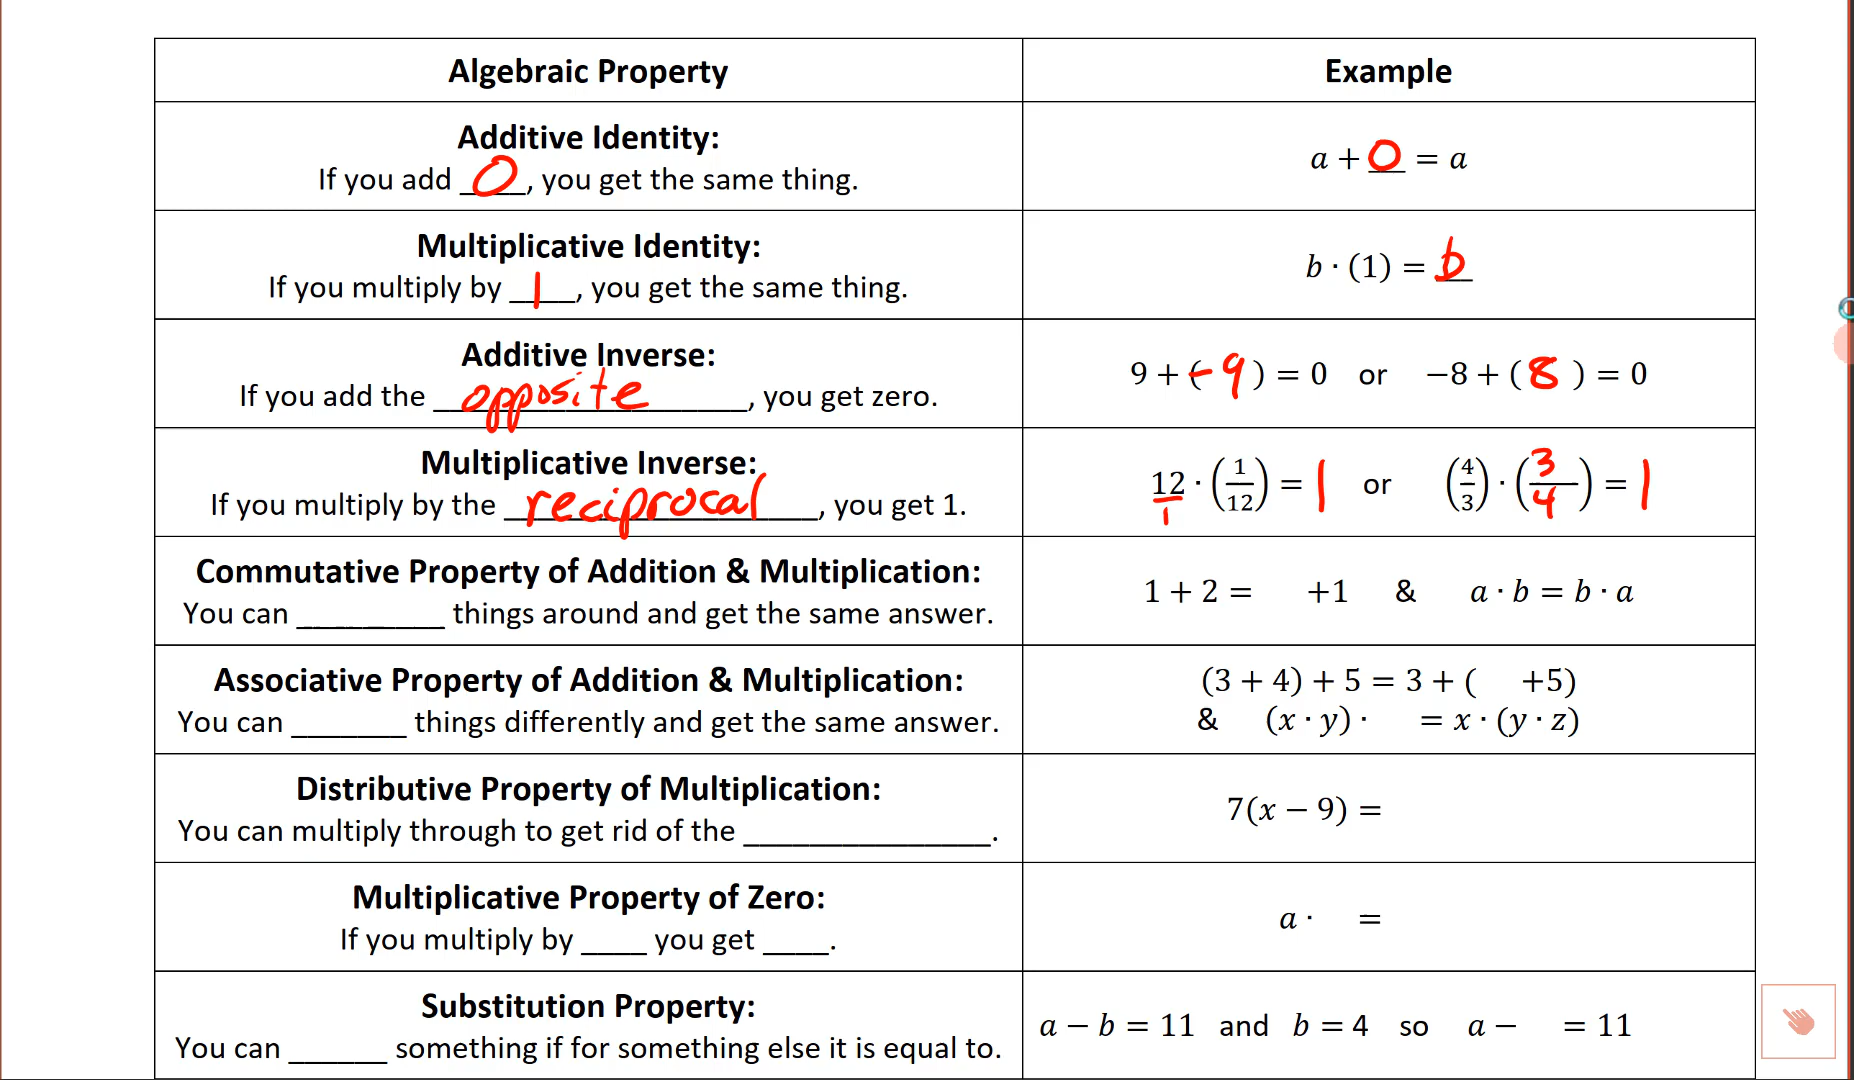 Algebraic Property
Example
Additive Identity:
If you add 0, you get the same thing.
a + 0 = a
Multiplicative Identity:
If you multiply by 1, you get the same thing.
b · (1) = b
Additive Inverse:
If you add the opposite, you get zero.
9 + (-9) = 0 or −8 + (8) = 0
Multiplicative Inverse:
If you multiply by the reciprocal, you get 1.
12/1 · (1/12) = 1 or (4/3) · (3/4) = 1
Commutative Property of Addition & Multiplication:
You can _________ things around and get the same answer.
1 + 2 = +1 & a · b = b · a
Associative Property of Addition & Multiplication:
You can _______ things differently and get the same answer.
(3 + 4) + 5 = 3 + ( +5)
& (x · y) · = x · (y · z)
Distributive Property of Multiplication:
You can multiply through to get rid of the _______________.
7(x − 9) =
Multiplicative Property of Zero:
If you multiply by ____ you get ____.
a · =
Substitution Property:
You can ______ something if for something else it is equal to.
a − b = 11 and b = 4 so a − = 11